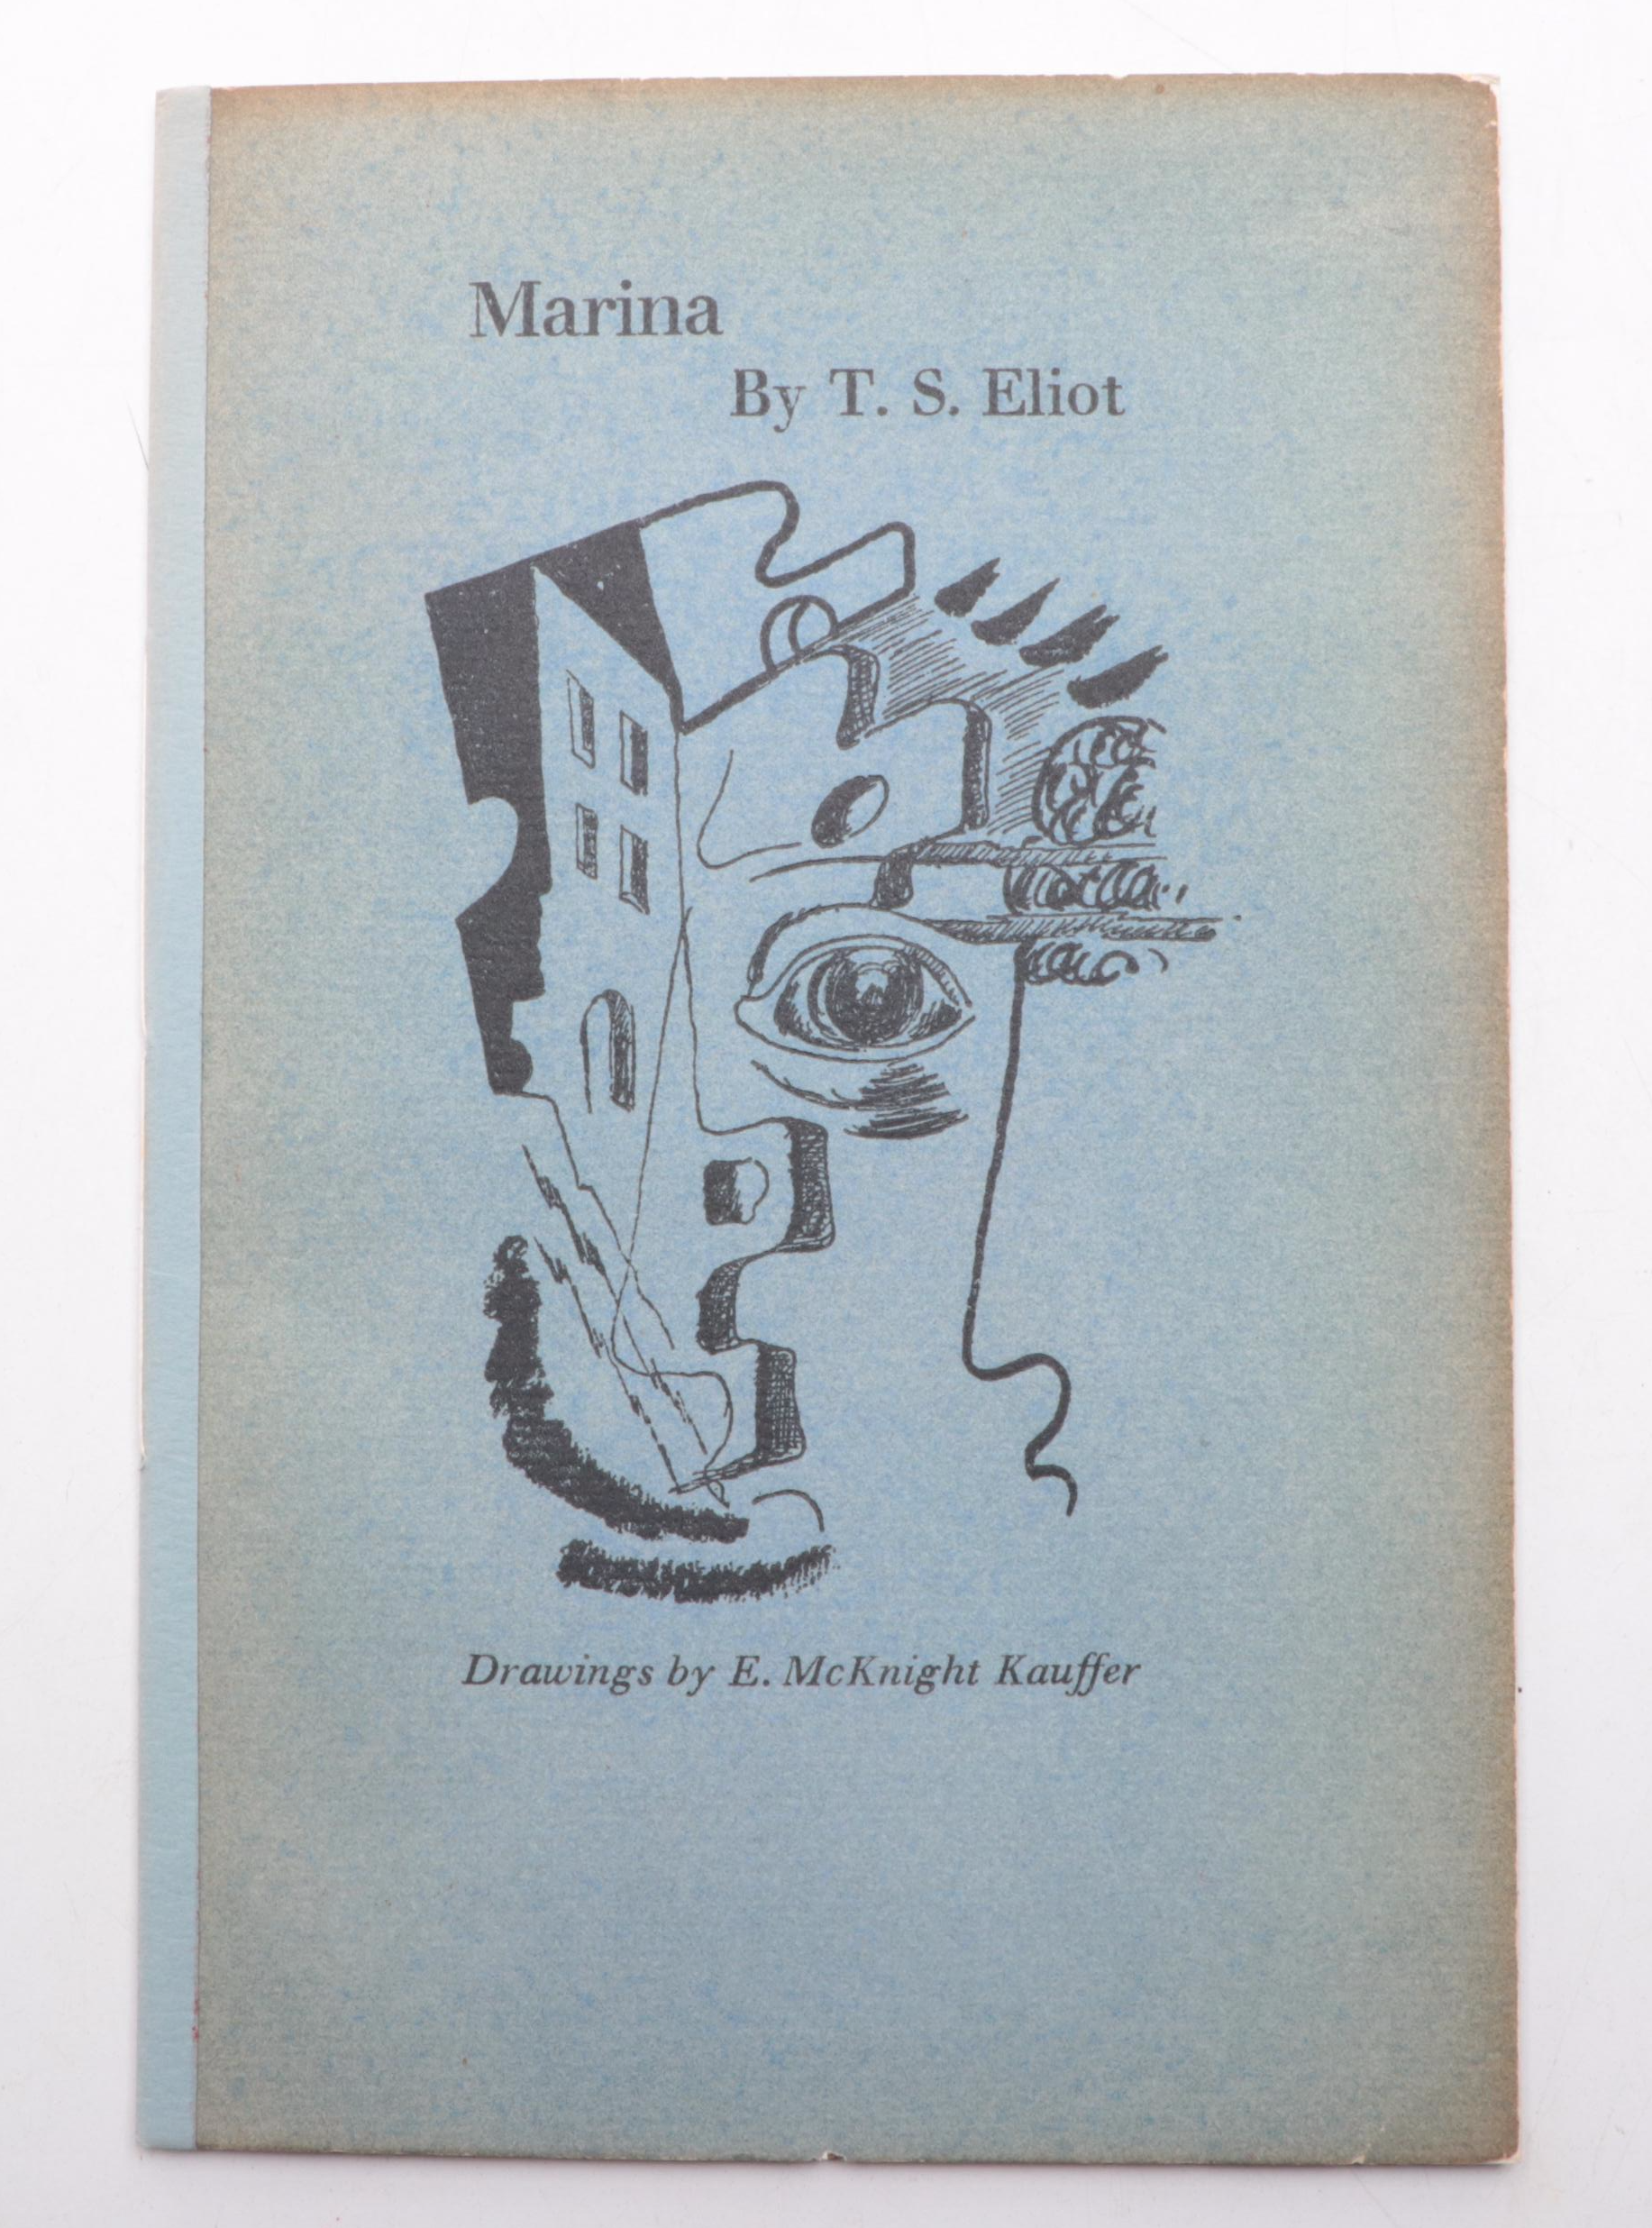 Marina
By T. S. Eliot
Drawings by E. McKnight Kauffer